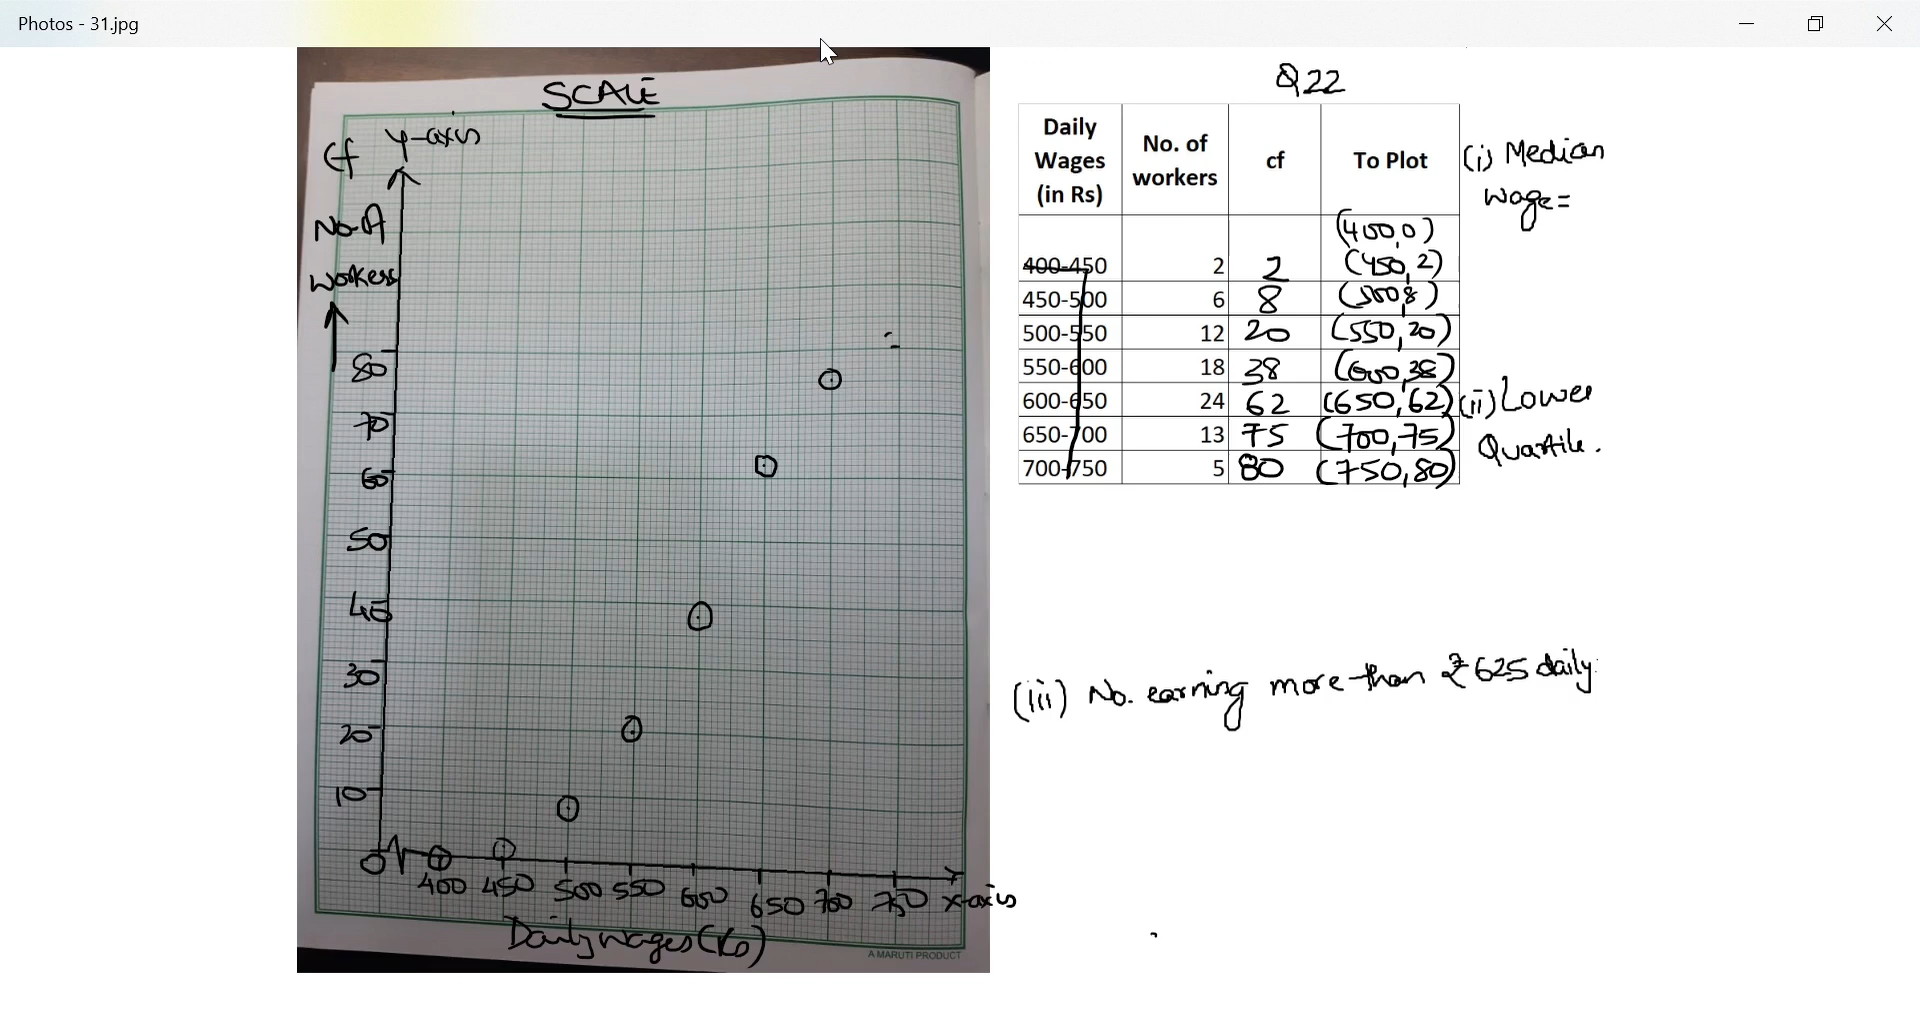 Photos - 31.jpg
SCALE
y-axis
cf
No. of
workers
80
70
60
50
40
30
20
10
0
400 450 500 550 600 650 700 750 x-axis
Daily wages (Rs)
A MARUTI PRODUCT
Q22
Daily Wages (in Rs) No. of workers cf To Plot
(400,0)
400-450 2 2 (450,2)
450-500 6 8 (500,8)
500-550 12 20 (550,20)
550-600 18 38 (600,38)
600-650 24 62 (650,62)
650-700 13 75 (700,75)
700-750 5 80 (750,80)
(i) Median
wage=
(ii) Lower
Quartile.
(iii) No. earning more than ₹625 daily.